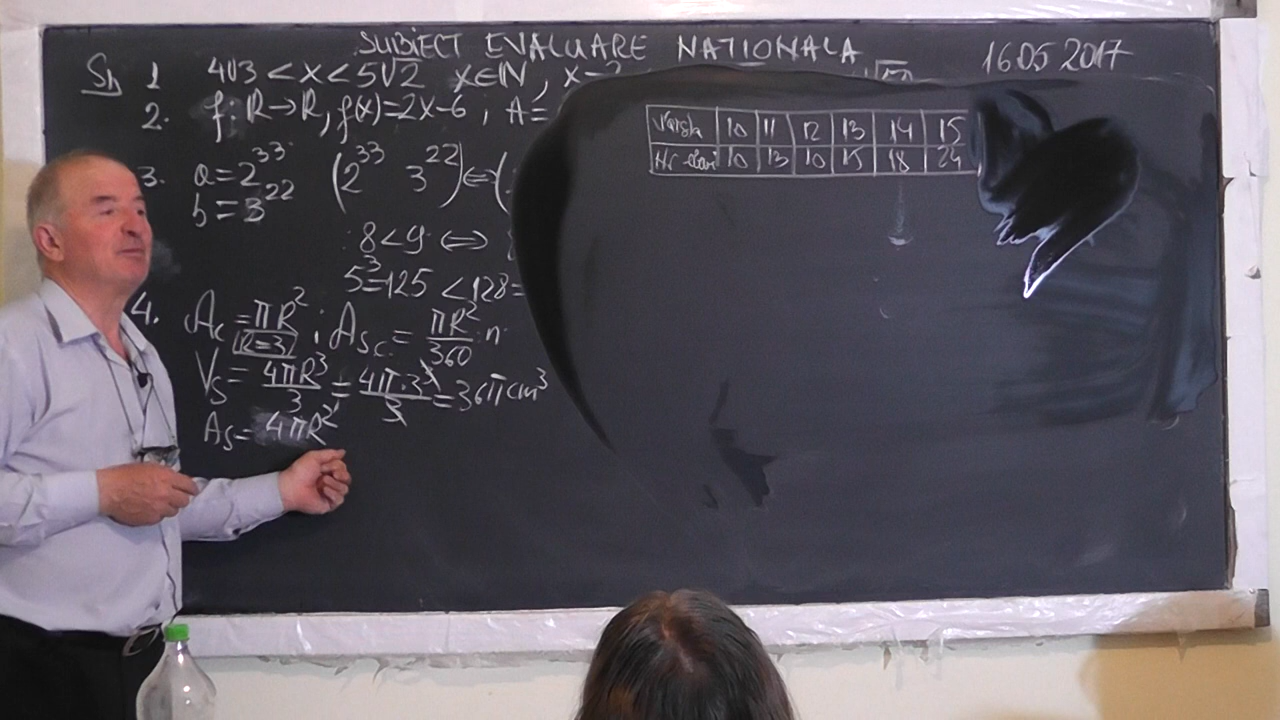 SUBIECT EVALUARE NATIONALA 16.05 2017
SI 1 4√3 < x < 5√2 x∈ℕ, x-?
2. f: ℝ→ℝ, f(x)=2x-6 ; A=
3. a=2^33 (2^33 3^22) ⇔ (
b=3^22
8<9 ⇔
5^3=125 <128=
4. A_c=πR^2 ; A_sc = πR^2/360 · n
R=3
V_S = 4πR^3/3 = 4π·3^3/3 = 36π cm^3
A_S= 4πR^2
10 11 12 13 14 15
Nr elevi 10 13 10 15 18 24